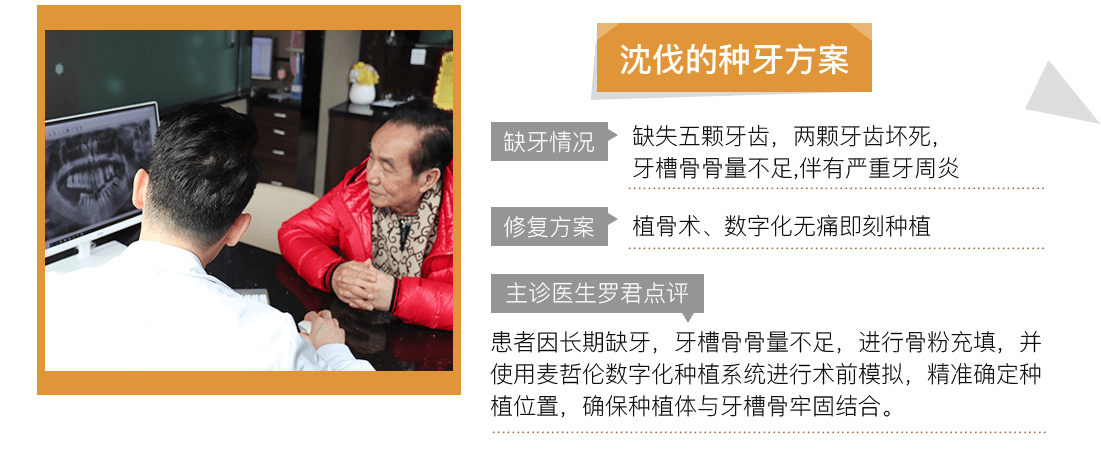 沈伐的种牙方案
缺牙情况
缺失五颗牙齿，两颗牙齿坏死，
牙槽骨骨量不足,伴有严重牙周炎
修复方案
植骨术、数字化无痛即刻种植
主诊医生罗君点评
患者因长期缺牙，牙槽骨骨量不足，进行骨粉充填，并
使用麦哲伦数字化种植系统进行术前模拟，精准确定种
植位置，确保种植体与牙槽骨牢固结合。